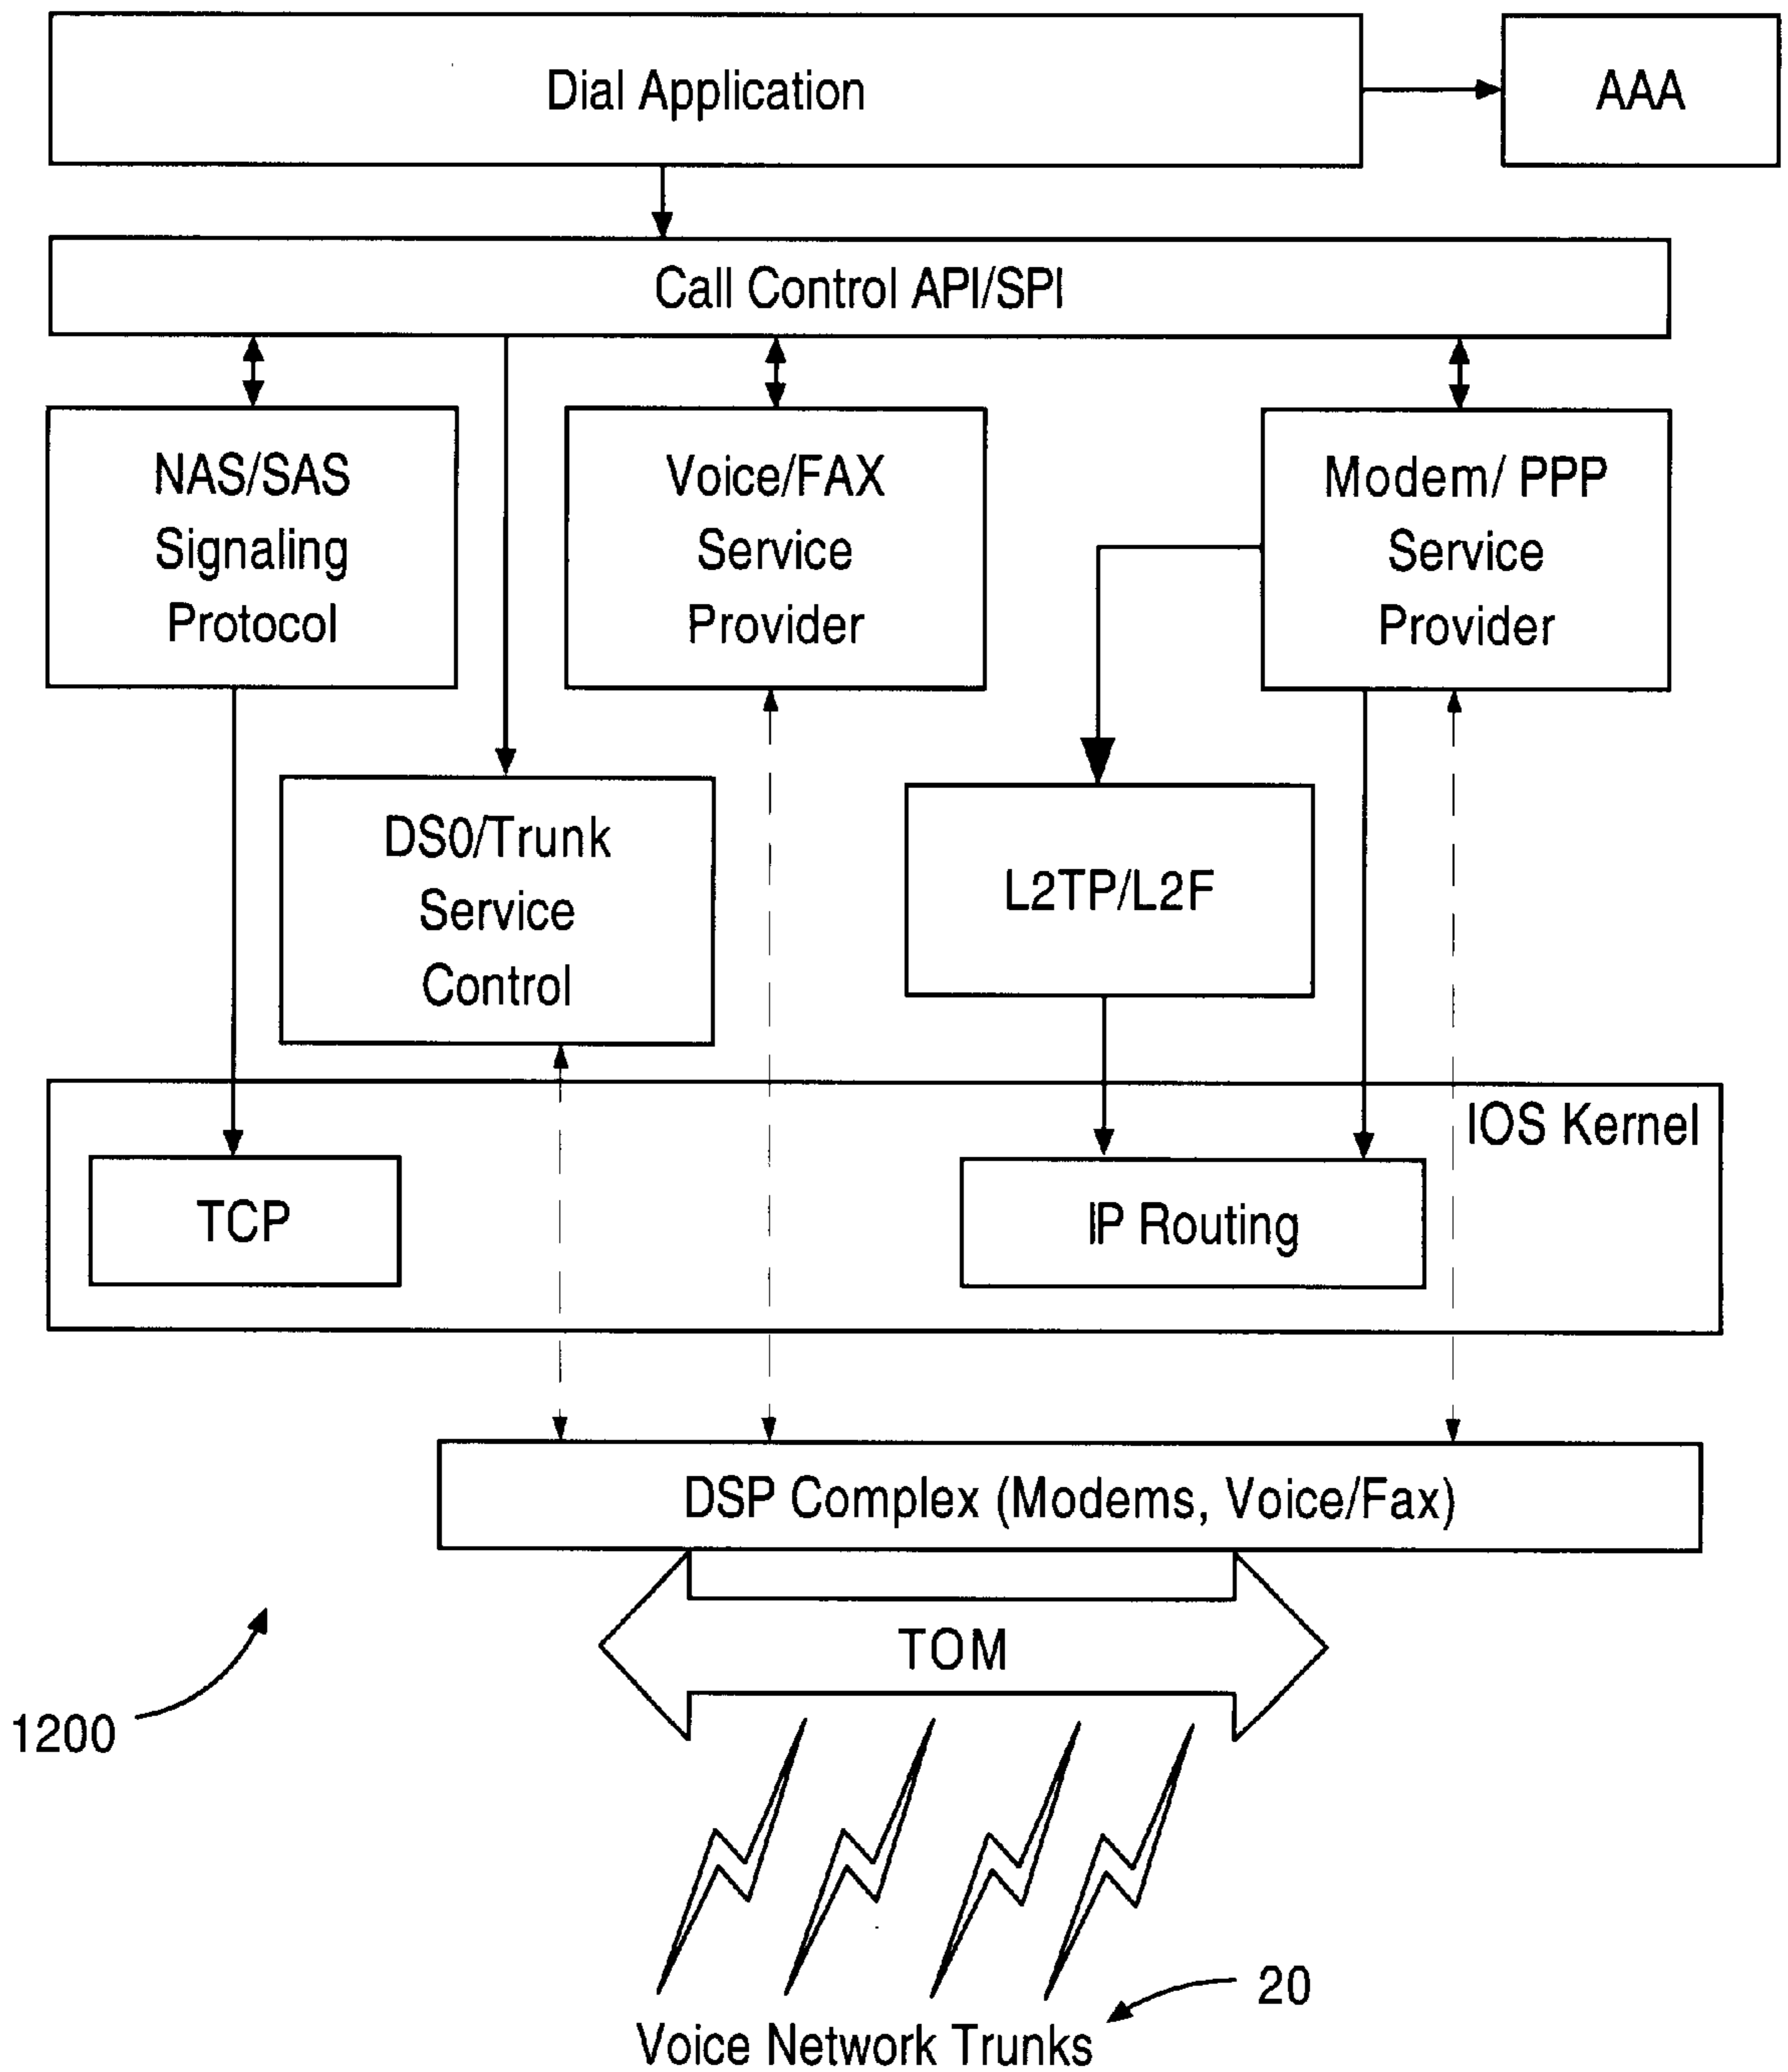 Dial Application
AAA
Call Control API/SPI
NAS/SAS
Signaling
Protocol
Voice/FAX
Service
Provider
Modem/ PPP
Service
Provider
DS0/Trunk
Service
Control
L2TP/L2F
IOS Kernel
TCP
IP Routing
DSP Complex (Modems, Voice/Fax)
TOM
1200
20
Voice Network Trunks